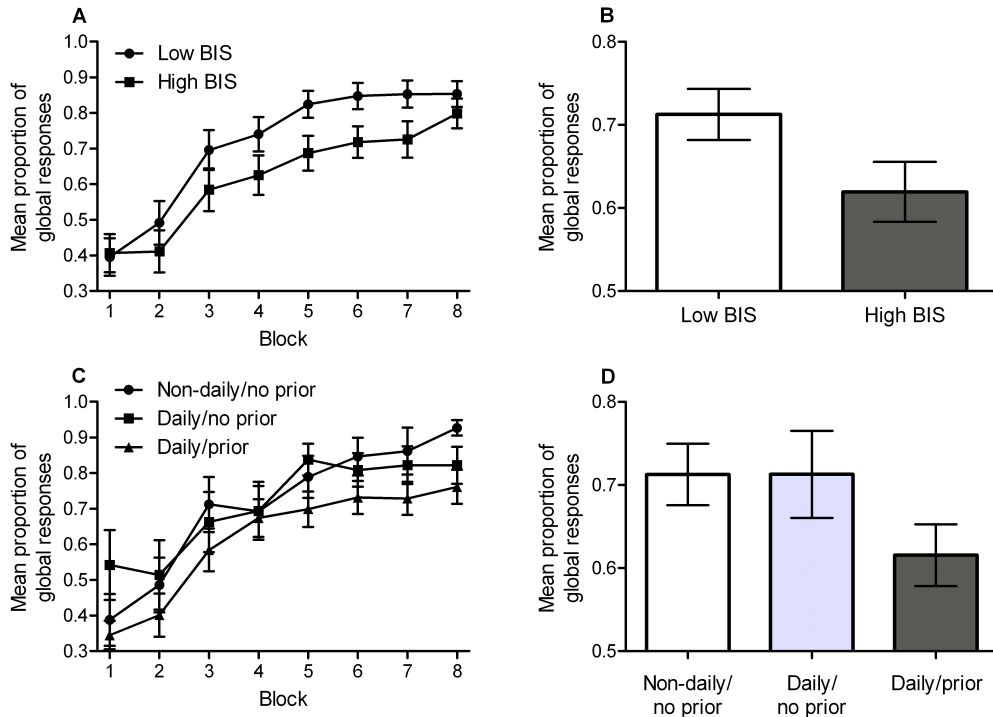 A
Mean proportion of
global responses
1.0
0.9
0.8
0.7
0.6
0.5
0.4
0.3
Low BIS
High BIS
1 2 3 4 5 6 7 8
Block
B
Mean proportion of
global responses
0.8
0.7
0.6
0.5
Low BIS High BIS
C
Mean proportion of
global responses
1.0
0.9
0.8
0.7
0.6
0.5
0.4
0.3
Non-daily/no prior
Daily/no prior
Daily/prior
1 2 3 4 5 6 7 8
Block
D
Mean proportion of
global responses
0.8
0.7
0.6
0.5
Non-daily/
no prior
Daily/
no prior
Daily/prior